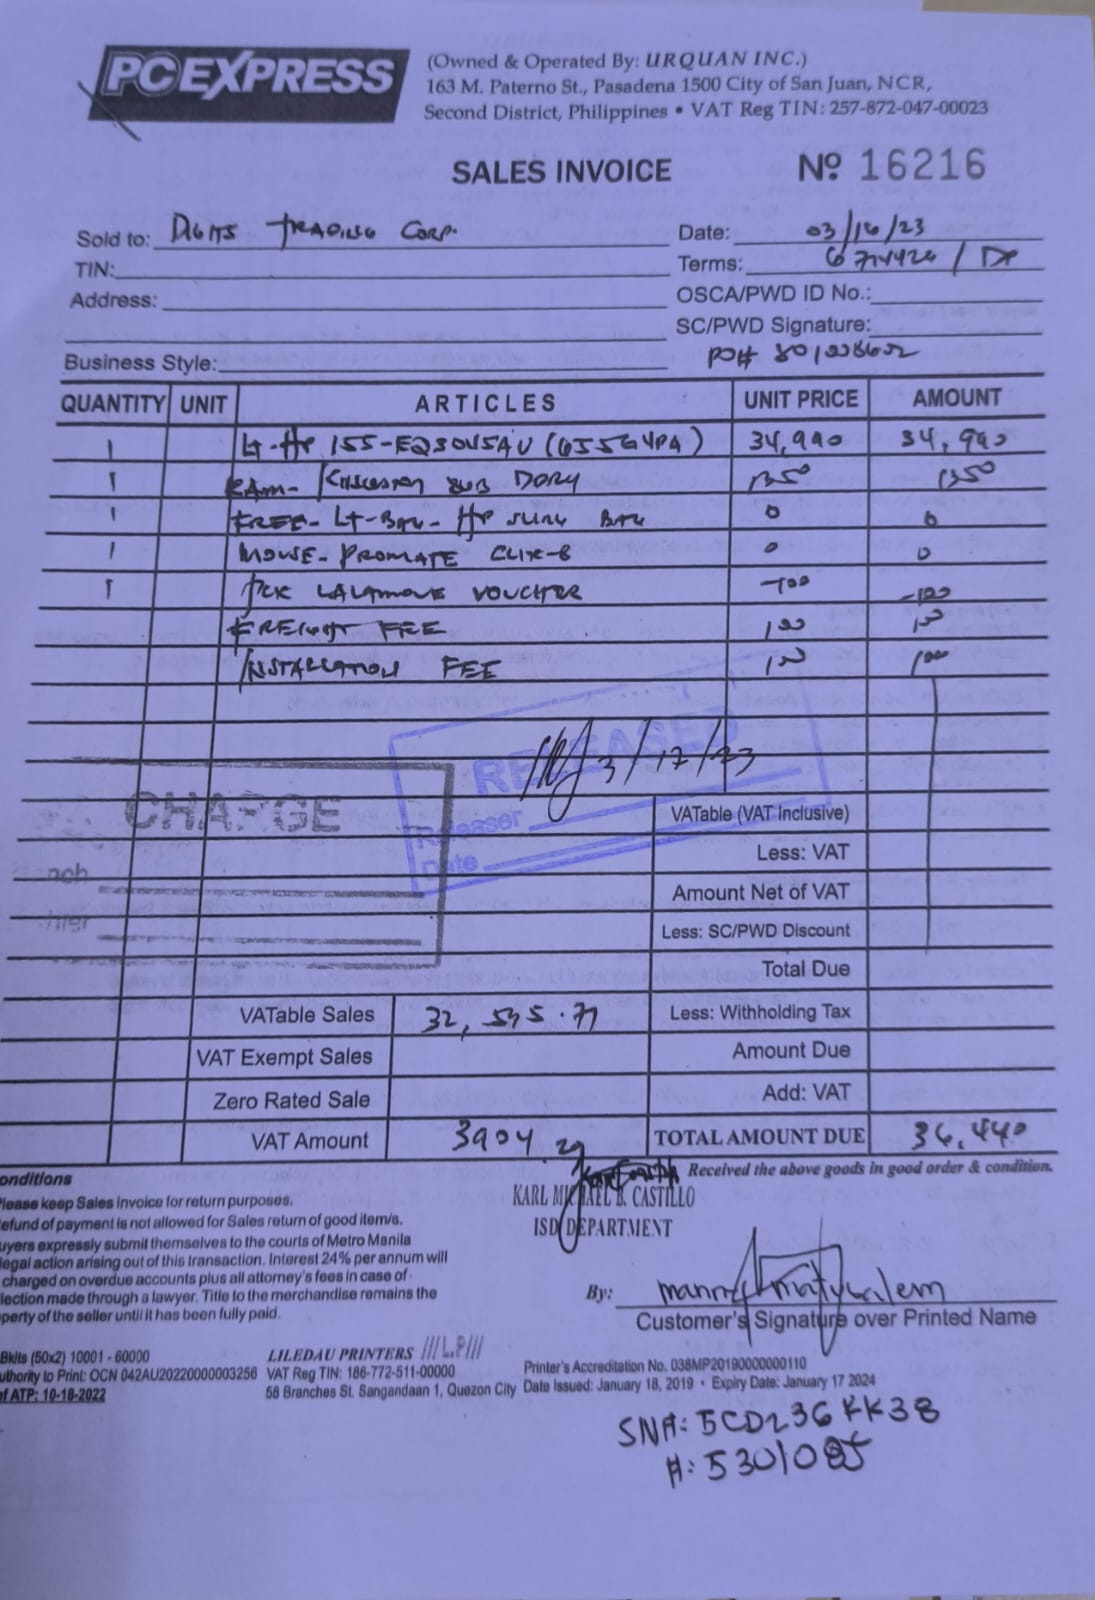 PCEXPRESS
(Owned & Operated By: URQUAN INC.)
163 M. Paterno St., Pasadena 1500 City of San Juan, NCR,
Second District, Philippines • VAT Reg TIN: 257-872-047-00023
SALES INVOICE Nº 16216
Sold to: DIGITS TRADING CORP.
Date: 03/16/23
TIN:
Terms: 6714426 / DP
Address:
OSCA/PWD ID No.:
SC/PWD Signature:
Business Style:
PO#
QUANTITY UNIT ARTICLES UNIT PRICE AMOUNT
1 LT-HP 15S-EQ3045AU (6S5G4PA) 34,990 34,990
1 RAM- 1350 1350
1 FREE- LT-BAG- HP BAG 0 0
1 MOUSE- PROMATE CLIX-8 0 0
1 PCX LALAMOVE VOUCHER -100 -100
FREIGHT FEE 100 100
INSTALLATION FEE 100 100
RELEASED
3/17/23
Releaser
Date
CHARGE
VATable (VAT Inclusive)
Less: VAT
Amount Net of VAT
Less: SC/PWD Discount
Total Due
VATable Sales 32,535.71 Less: Withholding Tax
VAT Exempt Sales Amount Due
Zero Rated Sale Add: VAT
VAT Amount 3904.29 TOTAL AMOUNT DUE 36,440
onditions
Received the above goods in good order & condition.
Please keep Sales Invoice for return purposes.
efund of payment is not allowed for Sales return of good item/s.
uyers expressly submit themselves to the courts of Metro Manila
legal action arising out of this transaction. Interest 24% per annum will
charged on overdue accounts plus all attorney's fees in case of
llection made through a lawyer. Title to the merchandise remains the
perty of the seller until it has been fully paid.
KARL MICHAEL B. CASTILLO
ISD DEPARTMENT
By:
Customer's Signature over Printed Name
Bklts (50x2) 10001 - 60000
uthority to Print: OCN 042AU20220000003256
of ATP: 10-18-2022
LILEDAU PRINTERS
VAT Reg TIN: 186-772-511-00000
58 Branches St. Sangandaan 1, Quezon City
Printer's Accreditation No. 038MP20190000000110
Date Issued: January 18, 2019 • Expiry Date: January 17 2024
SN#: 5CD236KK3B
#: 5301085